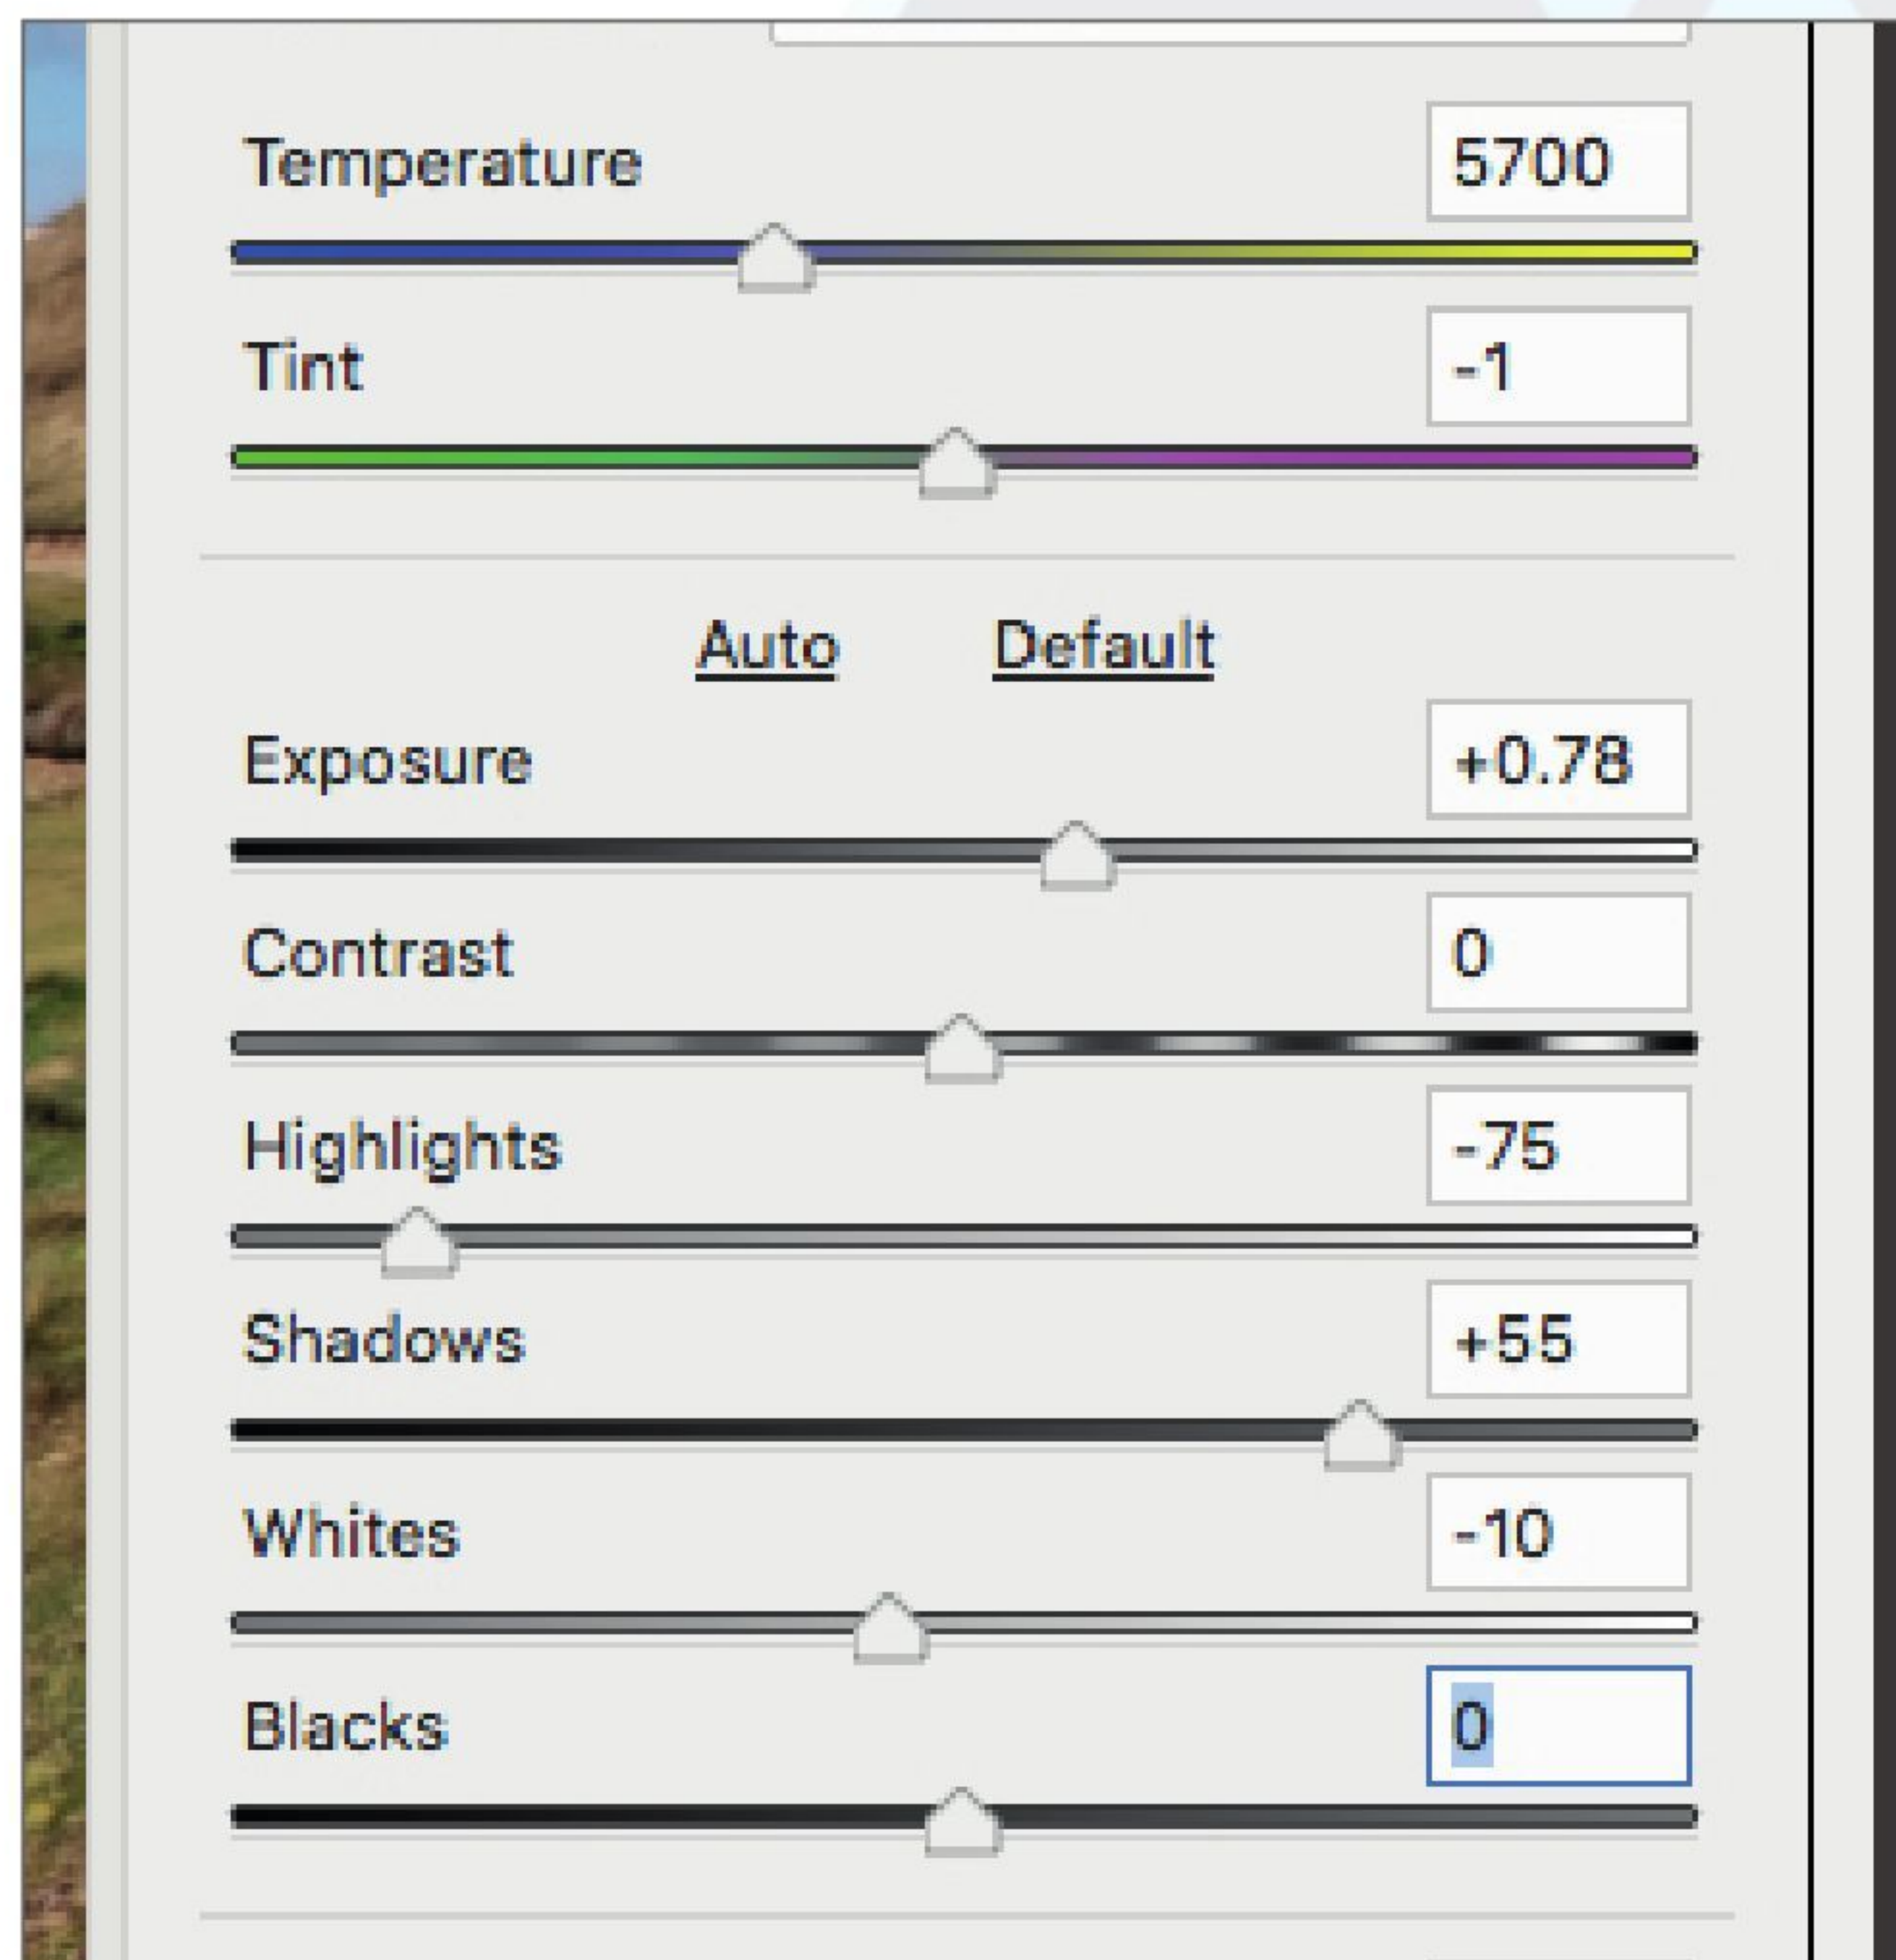 Temperature 5700
Tint -1
Auto Default
Exposure +0.78
Contrast 0
Highlights -75
Shadows +55
Whites -10
Blacks 0